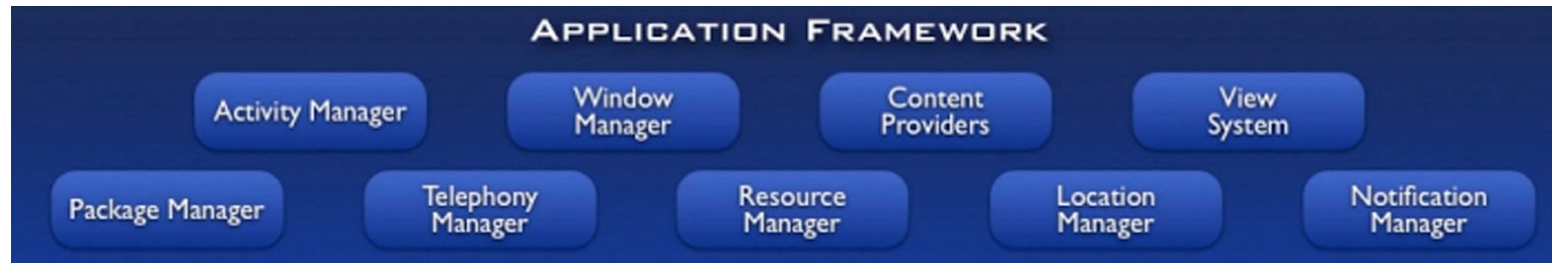 APPLICATION FRAMEWORK
Activity Manager
Window
Manager
Content
Providers
View
System
Package Manager
Telephony
Manager
Resource
Manager
Location
Manager
Notification
Manager